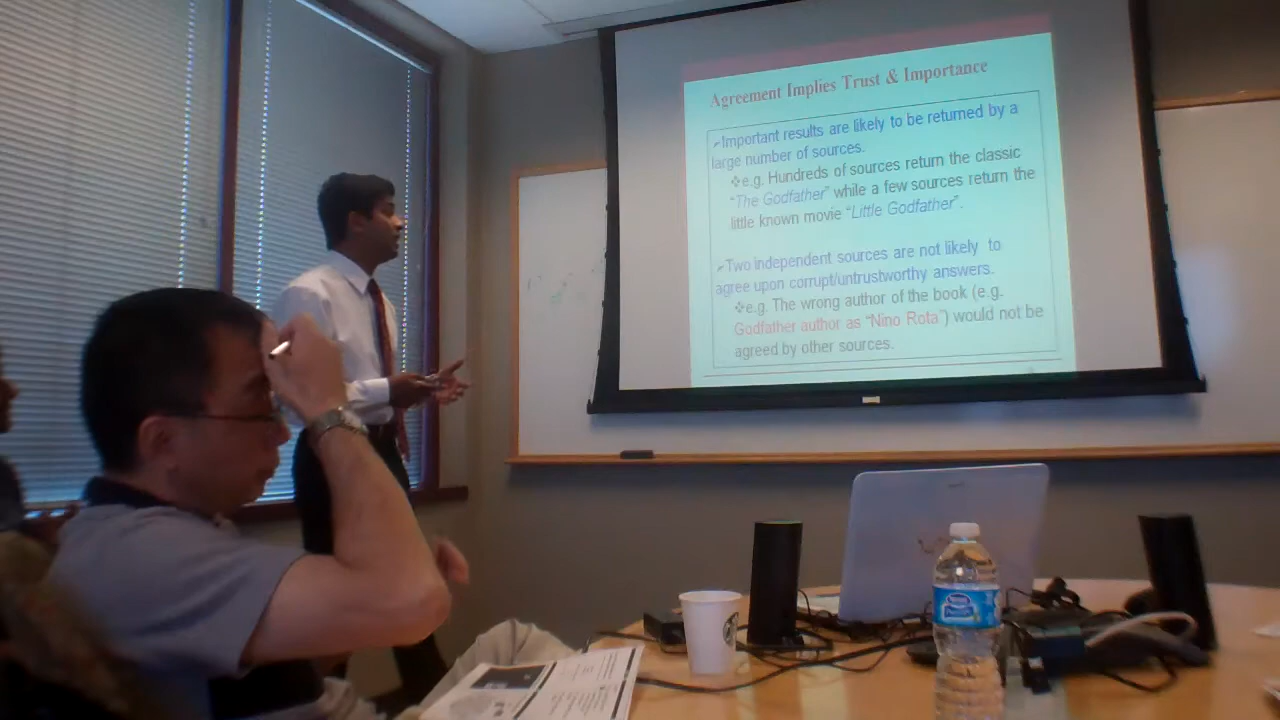 Agreement Implies Trust & Importance
➢Important results are likely to be returned by a
large number of sources.
❖e.g. Hundreds of sources return the classic
“The Godfather” while a few sources return the
little known movie “Little Godfather”.
➢Two independent sources are not likely to
agree upon corrupt/untrustworthy answers.
❖e.g. The wrong author of the book (e.g.
Godfather author as “Nino Rota”) would not be
agreed by other sources.